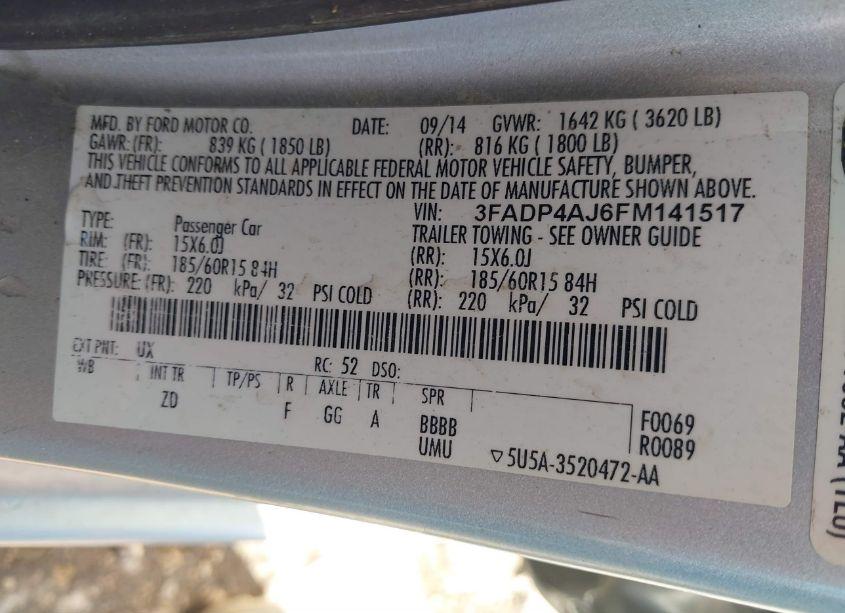 MFD. BY FORD MOTOR CO. DATE: 09/14 GVWR: 1642 KG ( 3620 LB)
GAWR: (FR): 839 KG ( 1850 LB) (RR): 816 KG ( 1800 LB)
THIS VEHICLE CONFORMS TO ALL APPLICABLE FEDERAL MOTOR VEHICLE SAFETY, BUMPER,
AND THEFT PREVENTION STANDARDS IN EFFECT ON THE DATE OF MANUFACTURE SHOWN ABOVE.
VIN: 3FADP4AJ6FM141517
TYPE: Passenger Car TRAILER TOWING - SEE OWNER GUIDE
RIM: (FR): 15X6.0J (RR): 15X6.0J
TIRE: (FR): 185/60R15 84H (RR): 185/60R15 84H
PRESSURE: (FR): 220 kPa/ 32 PSI COLD (RR): 220 kPa/ 32 PSI COLD
EXT PNT: UX RC: 52 DSO:
WB INT TR TP/PS R AXLE TR SPR
ZD F GG A BBBB F0069
UMU R0089
▽5U5A-3520472-AA
AA (TLU)